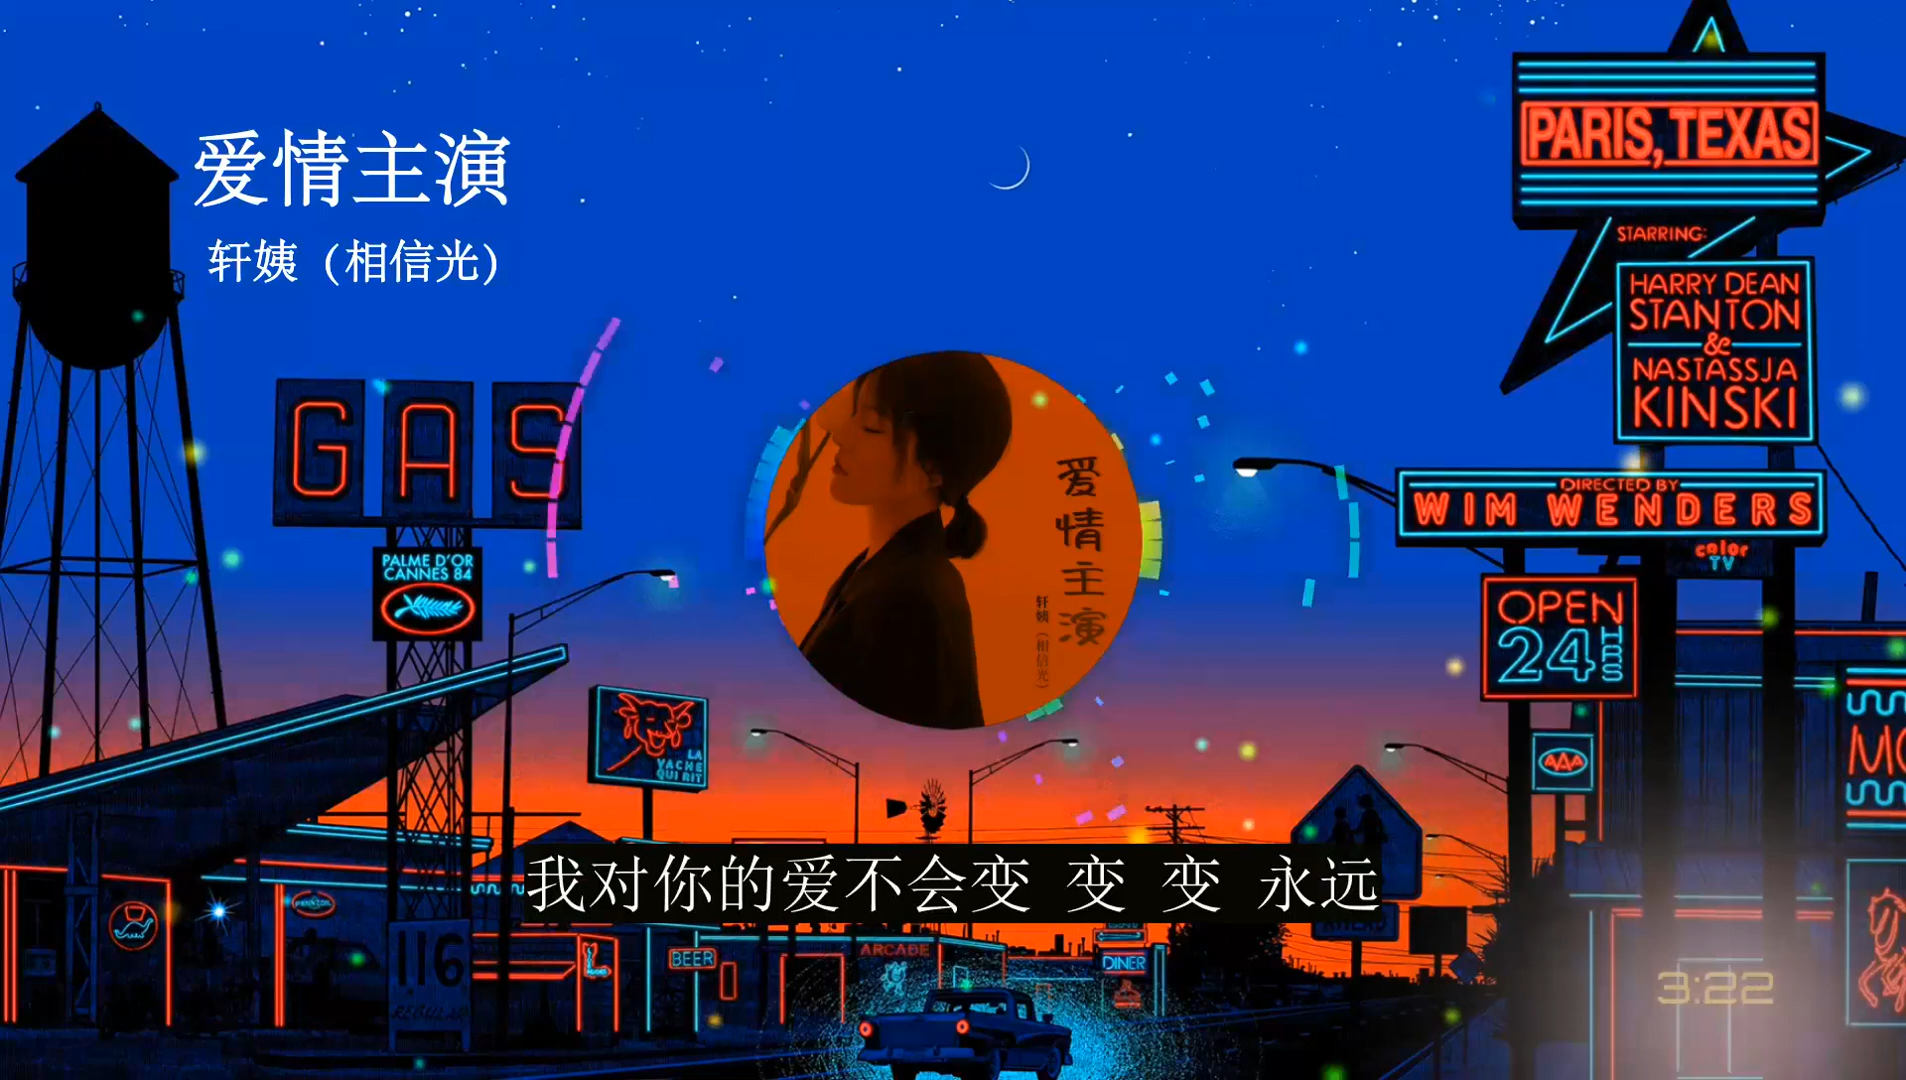 爱情主演
轩姨（相信光）
PARIS, TEXAS
STARRING:
HARRY DEAN
STANTON
&
NASTASSJA
KINSKI
DIRECTED BY
WIM WENDERS
color
TV
OPEN
24 HRS
AAA
MO
GAS
PALME D'OR
CANNES 84
LA
VACHE
QUI RIT
爱情主演
轩姨（相信光）
我对你的爱不会变 变 变 永远
116
REGULAR
BEER
ARCADE
DINER
AHEAD
3:22